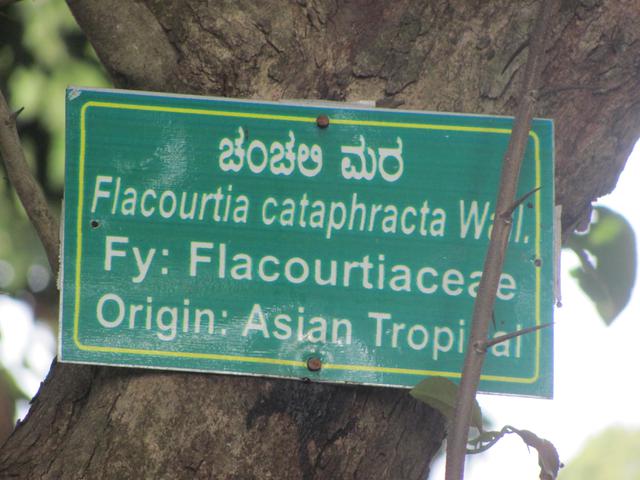 ಚಂಚಲಿ ಮರ
Flacourtia cataphracta Wall.
Fy: Flacourtiaceae
Origin: Asian Tropical